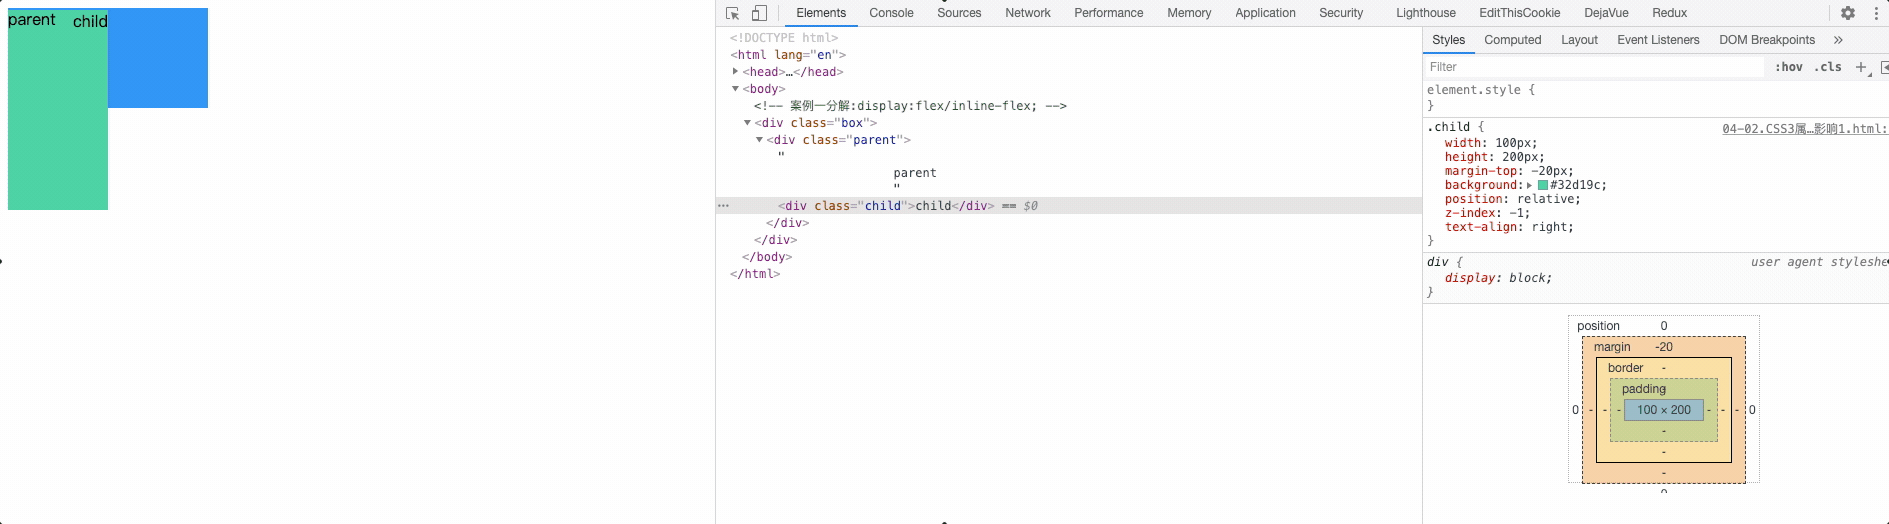 parent child
Elements Console Sources Network Performance Memory Application Security Lighthouse EditThisCookie DejaVue Redux
<!DOCTYPE html>
<html lang="en">
<head>…</head>
<body>
<!-- 案例一分解:display:flex/inline-flex; -->
<div class="box">
<div class="parent">
"
parent
"
<div class="child">child</div> == $0
</div>
</div>
</body>
</html>
Styles Computed Layout Event Listeners DOM Breakpoints »
Filter :hov .cls +
element.style {
}
.child { 04-02.CSS3属…影响1.html:
width: 100px;
height: 200px;
margin-top: -20px;
background: #32d19c;
position: relative;
z-index: -1;
text-align: right;
}
div { user agent styleshe
display: block;
}
position 0
margin -20
border -
padding
0 - - - 100 × 200 - - - 0
-
-
-